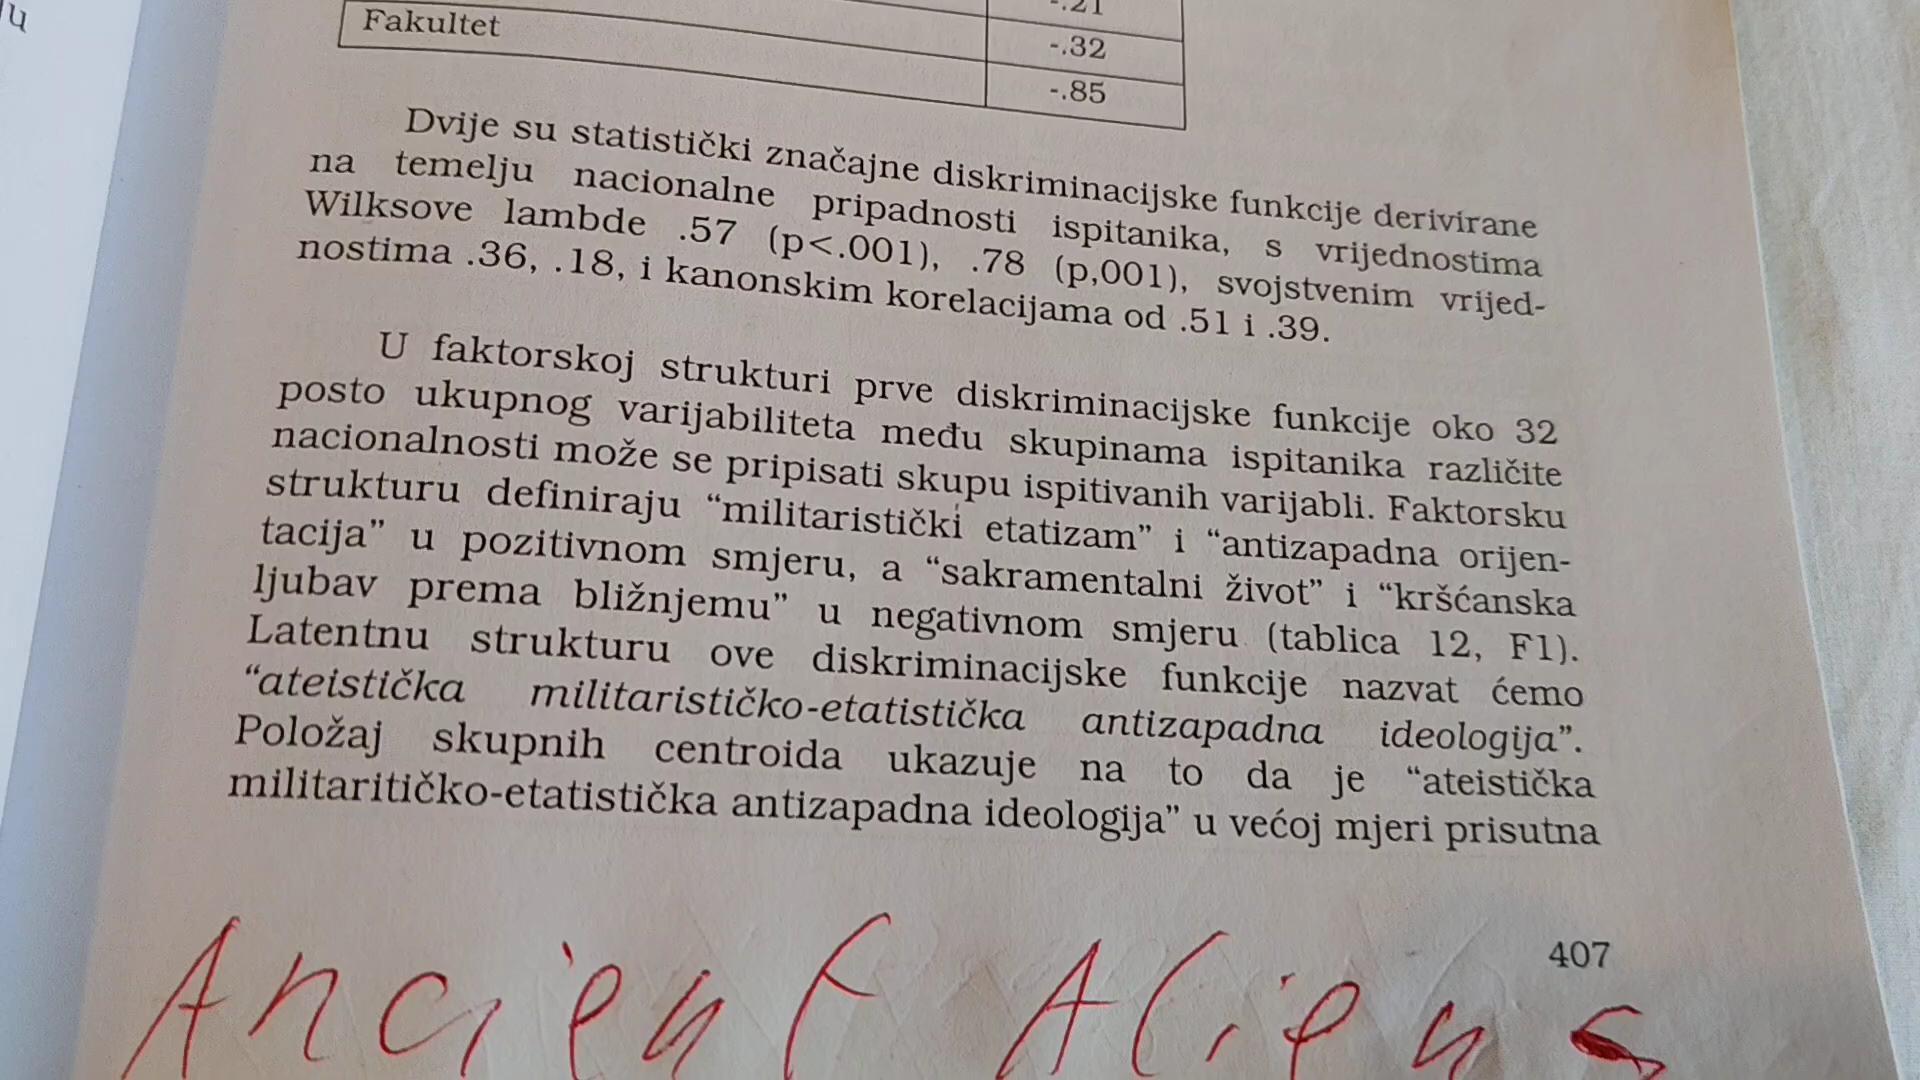 -.21
Fakultet
-.32
-.85
Dvije su statistički značajne diskriminacijske funkcije derivirane
na temelju nacionalne pripadnosti ispitanika, s vrijednostima
Wilksove lambde .57 (p<.001), .78 (p,001), svojstvenim vrijed-
nostima .36, .18, i kanonskim korelacijama od .51 i .39.
U faktorskoj strukturi prve diskriminacijske funkcije oko 32
posto ukupnog varijabiliteta među skupinama ispitanika različite
nacionalnosti može se pripisati skupu ispitivanih varijabli. Faktorsku
strukturu definiraju “militaristički etatizam” i “antizapadna orijen-
tacija” u pozitivnom smjeru, a “sakramentalni život” i “kršćanska
ljubav prema bližnjemu” u negativnom smjeru (tablica 12, F1).
Latentnu strukturu ove diskriminacijske funkcije nazvat ćemo
“ateistička militarističko-etatistička antizapadna ideologija”.
Položaj skupnih centroida ukazuje na to da je “ateistička
militaritičko-etatistička antizapadna ideologija” u većoj mjeri prisutna
407
Ancient Aliens